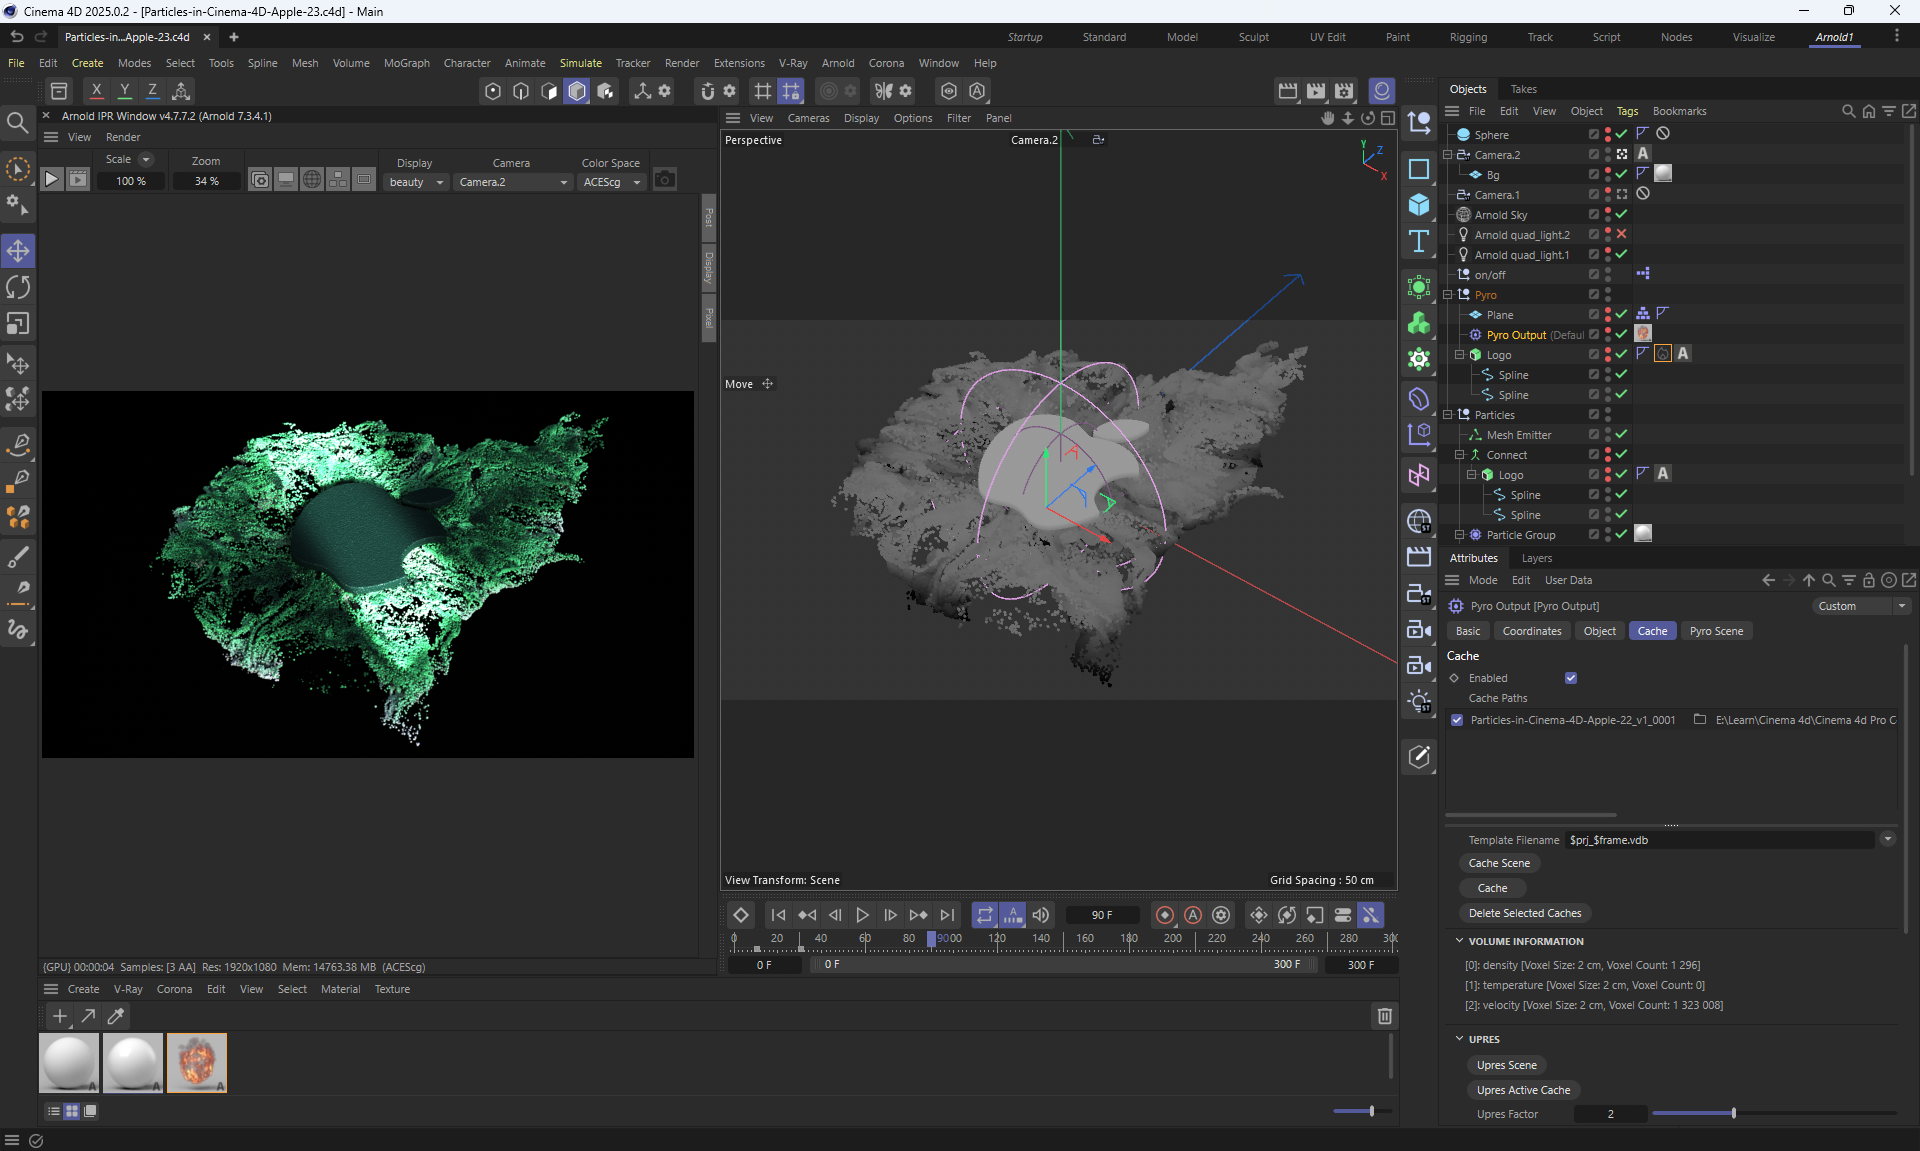 Cinema 4D 2025.0.2 - [Particles-in-Cinema-4D-Apple-23.c4d] - Main
Particles-in...Apple-23.c4d
Startup Standard Model Sculpt UV Edit Paint Rigging Track Script Nodes Visualize Arnold1
File Edit Create Modes Select Tools Spline Mesh Volume MoGraph Character Animate Simulate Tracker Render Extensions V-Ray Arnold Corona Window Help
X Y Z
Arnold IPR Window v4.7.7.2 (Arnold 7.3.4.1)
View Render
Scale Zoom Display Camera Color Space
100 % 34 % beauty Camera.2 ACEScg
Post
Display
Pixel
{GPU} 00:00:04 Samples: [3 AA] Res: 1920x1080 Mem: 14763.38 MB (ACEScg)
View Cameras Display Options Filter Panel
Perspective
Camera.2
Y
Z
X
Move
View Transform: Scene
Grid Spacing : 50 cm
90 F
0 20 40 60 80 9000 120 140 160 180 200 220 240 260 280 30
0 F 0 F 300 F 300 F
Create V-Ray Corona Edit View Select Material Texture
Objects Takes
File Edit View Object Tags Bookmarks
Sphere
Camera.2
Bg
Camera.1
Arnold Sky
Arnold quad_light.2
Arnold quad_light.1
on/off
Pyro
Plane
Pyro Output (Defaul
Logo
Spline
Spline
Particles
Mesh Emitter
Connect
Logo
Spline
Spline
Particle Group
Attributes Layers
Mode Edit User Data
Pyro Output [Pyro Output]
Custom
Basic Coordinates Object Cache Pyro Scene
Cache
Enabled
Cache Paths
Particles-in-Cinema-4D-Apple-22_v1_0001 E:\Learn\Cinema 4d\Cinema 4d Pro C
Template Filename $prj_$frame.vdb
Cache Scene
Cache
Delete Selected Caches
VOLUME INFORMATION
[0]: density [Voxel Size: 2 cm, Voxel Count: 1 296]
[1]: temperature [Voxel Size: 2 cm, Voxel Count: 0]
[2]: velocity [Voxel Size: 2 cm, Voxel Count: 1 323 008]
UPRES
Upres Scene
Upres Active Cache
Upres Factor 2